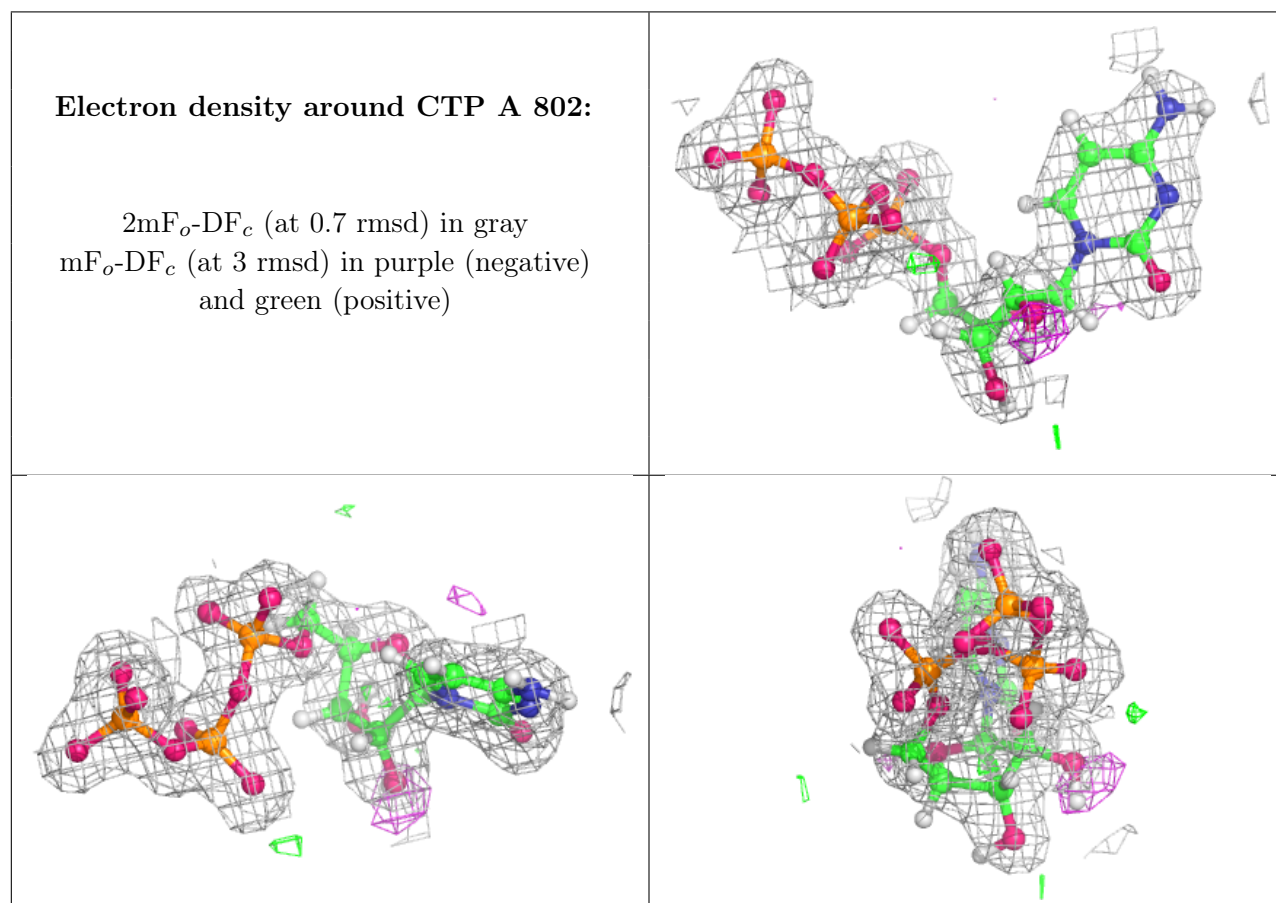 Electron density around CTP A 802:
2mFₒ-DF𝒸 (at 0.7 rmsd) in gray
mFₒ-DF𝒸 (at 3 rmsd) in purple (negative)
and green (positive)